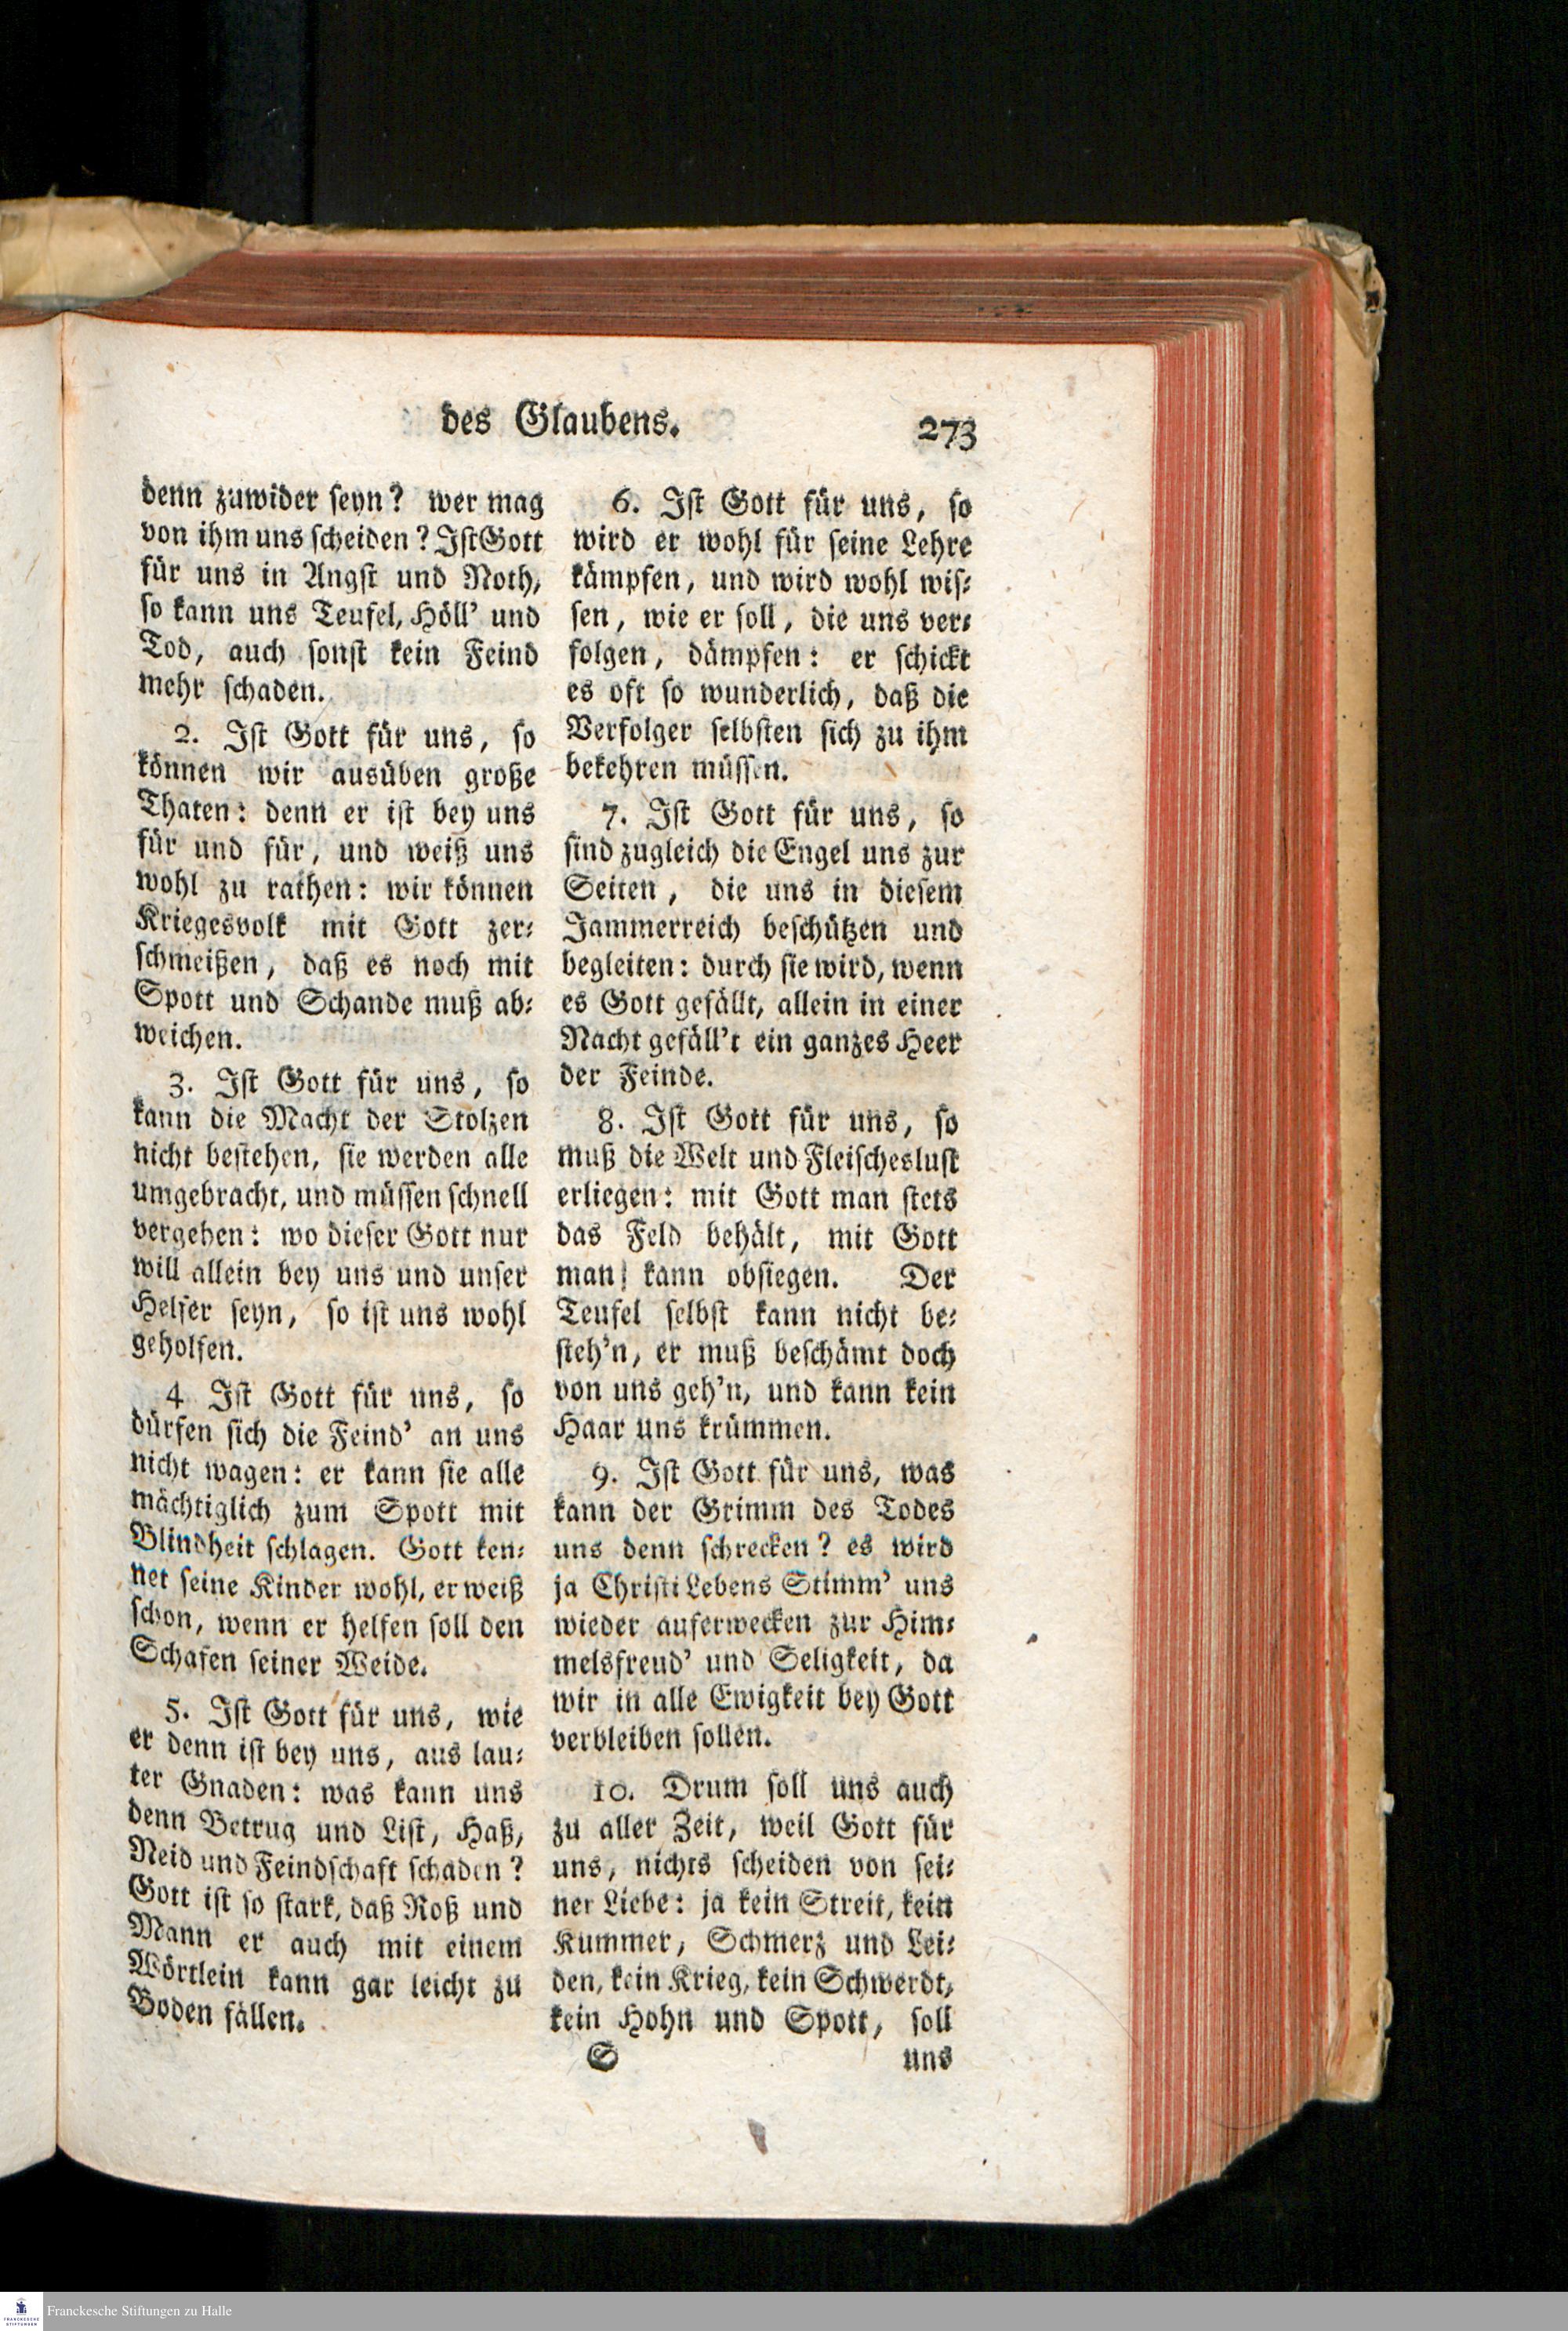 des Glaubens. 273
denn zuwider ſeyn? wer mag
von ihm uns ſcheiden? Iſt Gott
für uns in Angſt und Noth,
ſo kann uns Teufel, Höll' und
Tod, auch ſonſt kein Feind
mehr ſchaden.
2. Iſt Gott für uns, ſo
können wir ausüben große
Thaten: denn er iſt bey uns
für und für, und weiß uns
wohl zu rathen: wir können
Kriegesvolk mit Gott zer⸗
ſchmeißen, daß es noch mit
Spott und Schande muß ab⸗
weichen.
3. Iſt Gott für uns, ſo
kann die Macht der Stolzen
nicht beſtehen, ſie werden alle
umgebracht, und müſſen ſchnell
vergehen: wo dieſer Gott nur
will allein bey uns und unſer
Helfer ſeyn, ſo iſt uns wohl
geholfen.
4 Iſt Gott für uns, ſo
dürfen ſich die Feind' an uns
nicht wagen: er kann ſie alle
mächtiglich zum Spott mit
Blindheit ſchlagen. Gott ken⸗
net ſeine Kinder wohl, er weiß
ſchon, wenn er helfen ſoll den
Schafen ſeiner Weide.
5. Iſt Gott für uns, wie
er denn iſt bey uns, aus lau⸗
ter Gnaden: was kann uns
denn Betrug und Liſt, Haß,
Neid und Feindſchaft ſchaden?
Gott iſt ſo ſtark, daß Roß und
Mann er auch mit einem
Wörtlein kann gar leicht zu
Boden fällen.
6. Iſt Gott für uns, ſo
wird er wohl für ſeine Lehre
kämpfen, und wird wohl wiſ⸗
ſen, wie er ſoll, die uns ver⸗
folgen, dämpfen: er ſchickt
es oft ſo wunderlich, daß die
Verfolger ſelbſten ſich zu ihm
bekehren müſſen.
7. Iſt Gott für uns, ſo
ſind zugleich die Engel uns zur
Seiten, die uns in dieſem
Jammerreich beſchützen und
begleiten: durch ſie wird, wenn
es Gott gefällt, allein in einer
Nacht gefäll't ein ganzes Heer
der Feinde.
8. Iſt Gott für uns, ſo
muß die Welt und Fleiſchesluſt
erliegen: mit Gott man ſtets
das Feld behält, mit Gott
man kann obſiegen. Der
Teufel ſelbſt kann nicht be⸗
ſteh'n, er muß beſchämt doch
von uns geh'n, und kann kein
Haar uns krümmen.
9. Iſt Gott für uns, was
kann der Grimm des Todes
uns denn ſchrecken? es wird
ja Chriſti Lebens Stimm' uns
wieder auferwecken zur Him⸗
melsfreud' und Seligkeit, da
wir in alle Ewigkeit bey Gott
verbleiben ſollen.
10. Drum ſoll uns auch
zu aller Zeit, weil Gott für
uns, nichts ſcheiden von ſei⸗
ner Liebe: ja kein Streit, kein
Kummer, Schmerz und Lei⸗
den, kein Krieg, kein Schwerdt,
kein Hohn und Spott, ſoll
S uns
Franckesche Stiftungen zu Halle
FRANCKESCHE
STIFTUNGEN